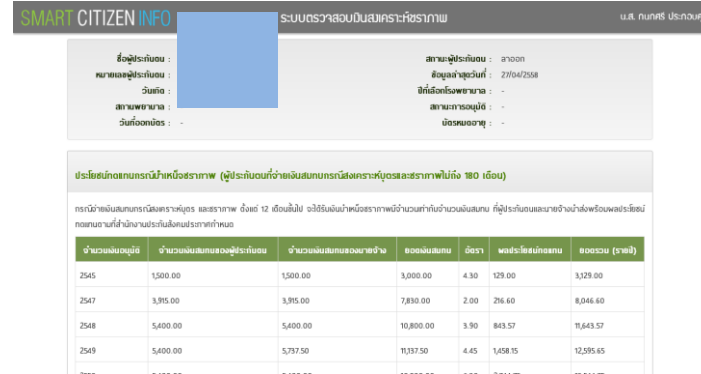 SMART CITIZEN INFO
ระบบตรวจสอบเงินสงเคราะห์ชราภาพ
ชื่อผู้ประกันตน :
สถานะผู้ประกันตน : ลาออก
หมายเลขผู้ประกันตน :
ข้อมูลล่าสุดวันที่ : 27/04/2558
วันเกิด :
ปีที่เลือกโรงพยาบาล : -
สถานพยาบาล :
สถานะการอนุมัติ : -
วันที่ออกบัตร : -
บัตรหมดอายุ : -
ประโยชน์ทดแทนกรณีบำเหน็จชราภาพ (ผู้ประกันตนที่จ่ายเงินสมทบกรณีสงเคราะห์บุตรและชราภาพไม่ถึง 180 เดือน)
กรณีจ่ายเงินสมทบกรณีสงเคราะห์บุตร และชราภาพ ตั้งแต่ 12 เดือนขึ้นไป จะได้รับเงินบำเหน็จชราภาพมีจำนวนเท่ากับจำนวนเงินสมทบ ที่ผู้ประกันตนและนายจ้างนำส่งพร้อมผลประโยชน์
ทดแทนตามที่สำนักงานประกันสังคมประกาศกำหนด
จำนวนเงินอนุมัติ จำนวนเงินสมทบของผู้ประกันตน จำนวนเงินสมทบของนายจ้าง ยอดเงินสมทบ อัตรา ผลประโยชน์ทดแทน ยอดรวม (รายปี)
2545 1,500.00 1,500.00 3,000.00 4.30 129.00 3,129.00
2547 3,915.00 3,915.00 7,830.00 2.00 216.60 8,046.60
2548 5,400.00 5,400.00 10,800.00 3.90 843.57 11,643.57
2549 5,400.00 5,737.50 11,137.50 4.45 1,458.15 12,595.65